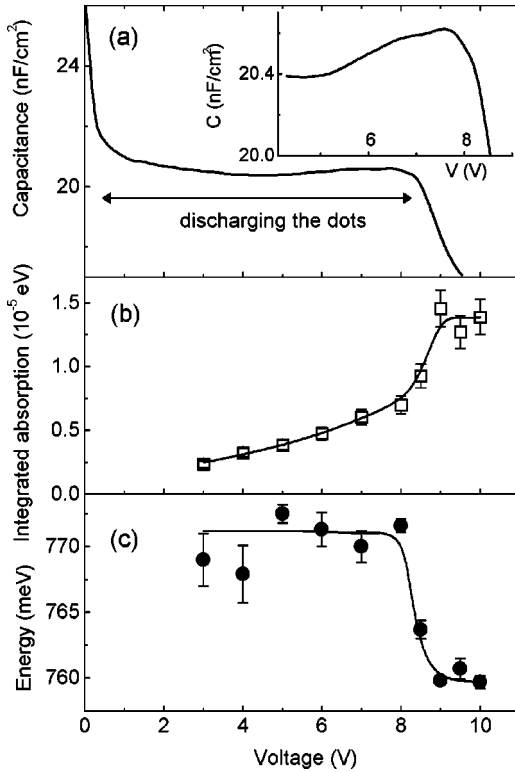 (a)
Capacitance (nF/cm²)
24
20
C (nF/cm²)
20.4
20.0
6 8
V (V)
discharging the dots
(b)
Integrated absorption (10⁻⁵ eV)
1.5
1.0
0.5
0.0
(c)
Energy (meV)
770
765
760
0 2 4 6 8 10
Voltage (V)